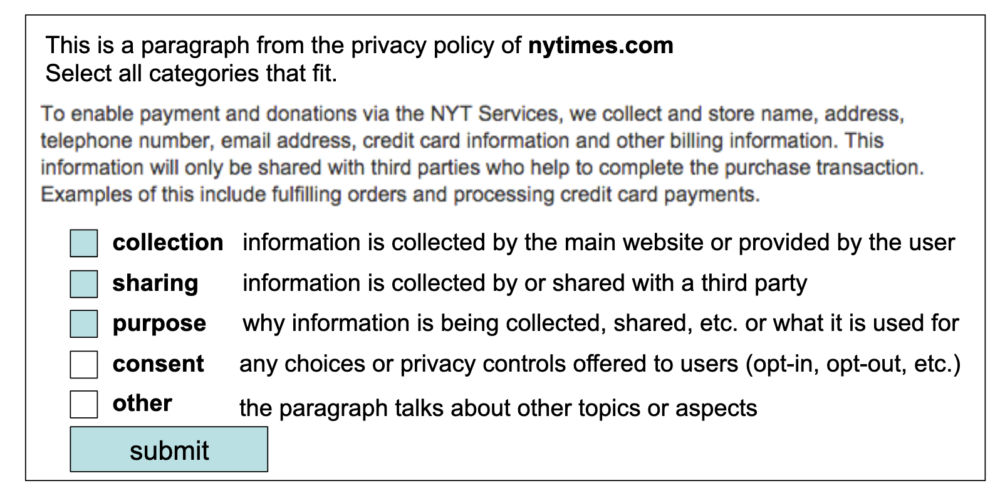 This is a paragraph from the privacy policy of nytimes.com
Select all categories that fit.
To enable payment and donations via the NYT Services, we collect and store name, address,
telephone number, email address, credit card information and other billing information. This
information will only be shared with third parties who help to complete the purchase transaction.
Examples of this include fulfilling orders and processing credit card payments.
collection information is collected by the main website or provided by the user
sharing information is collected by or shared with a third party
purpose why information is being collected, shared, etc. or what it is used for
consent any choices or privacy controls offered to users (opt-in, opt-out, etc.)
other the paragraph talks about other topics or aspects
submit